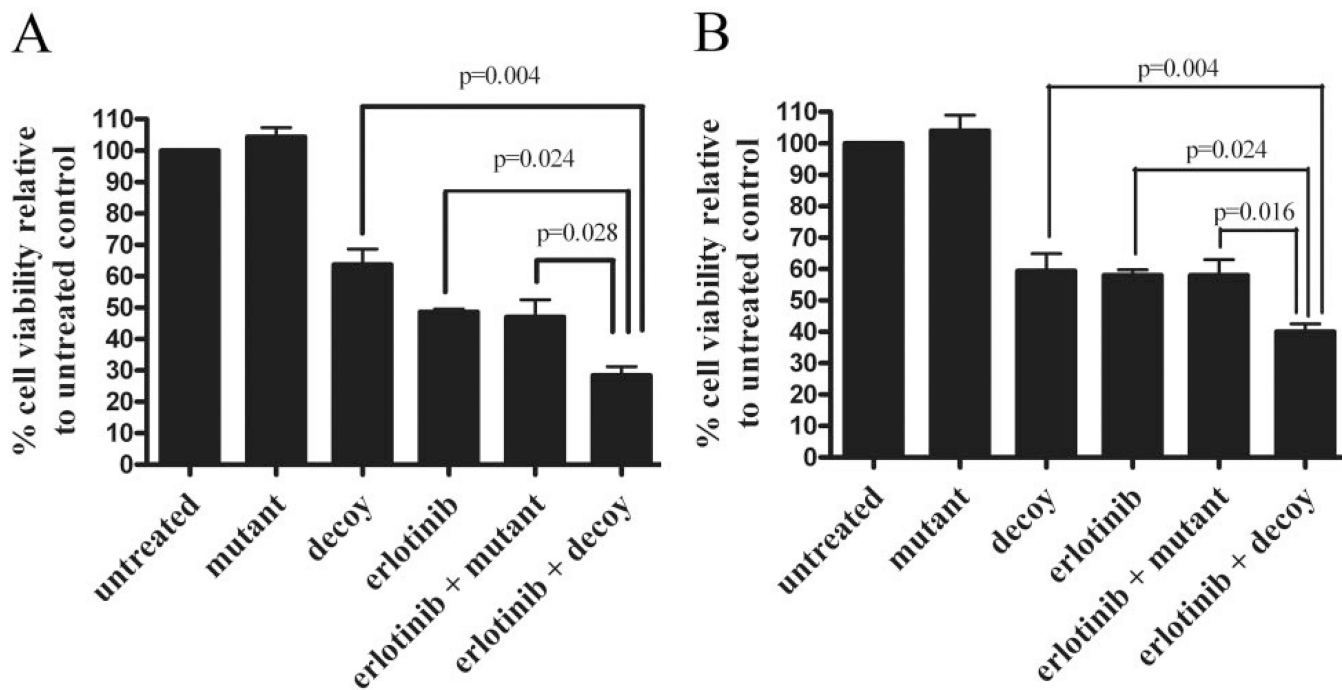 A
p=0.004
p=0.024
p=0.028
% cell viability relative
to untreated control
110
100
90
80
70
60
50
40
30
20
10
0
untreated
mutant
decoy
erlotinib
erlotinib + mutant
erlotinib + decoy
B
p=0.004
p=0.024
p=0.016
% cell viability relative
to untreated control
110
100
90
80
70
60
50
40
30
20
10
0
untreated
mutant
decoy
erlotinib
erlotinib + mutant
erlotinib + decoy